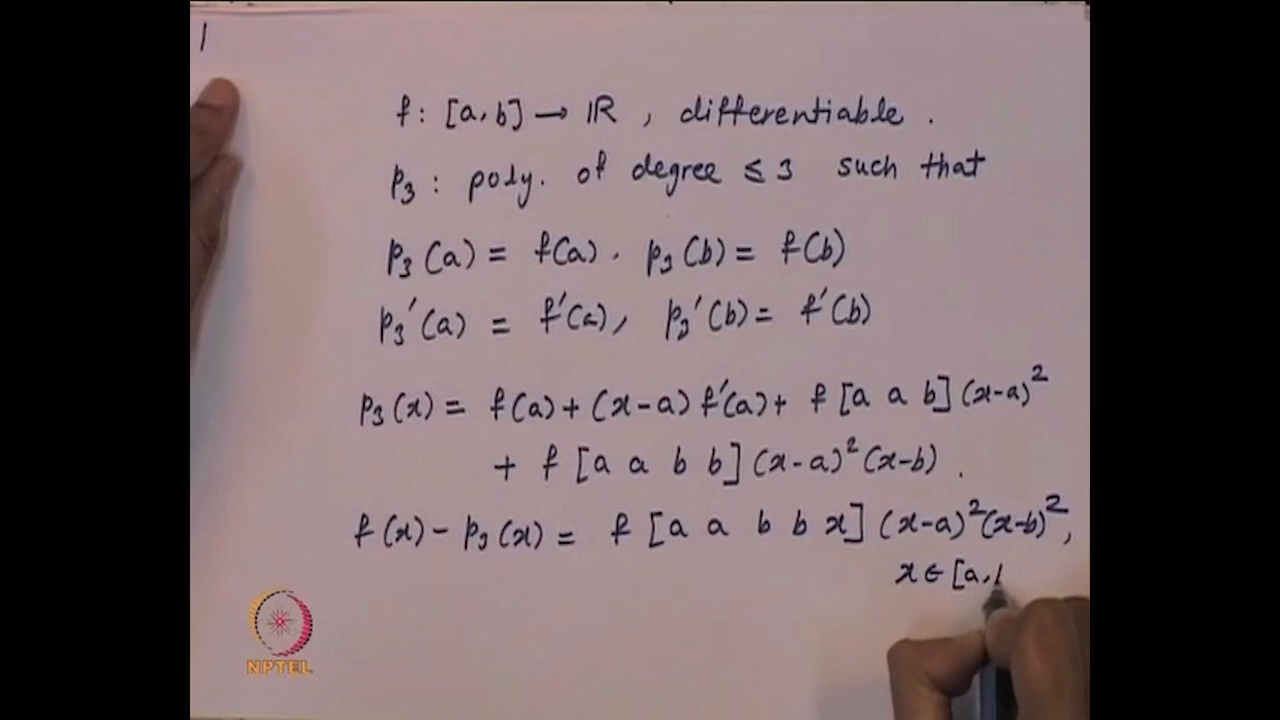 1
f : [a, b] → ℝ , differentiable .
p₃ : poly. of degree ≤ 3 such that
p₃(a) = f(a) . p₃(b) = f(b)
p₃′(a) = f′(a), p₃′(b) = f′(b)
p₃(x) = f(a) + (x-a) f′(a) + f [a a b] (x-a)²
+ f [a a b b] (x-a)² (x-b) .
f(x) - p₃(x) = f [a a b b x] (x-a)² (x-b)² ,
x ∈ [a,
NPTEL